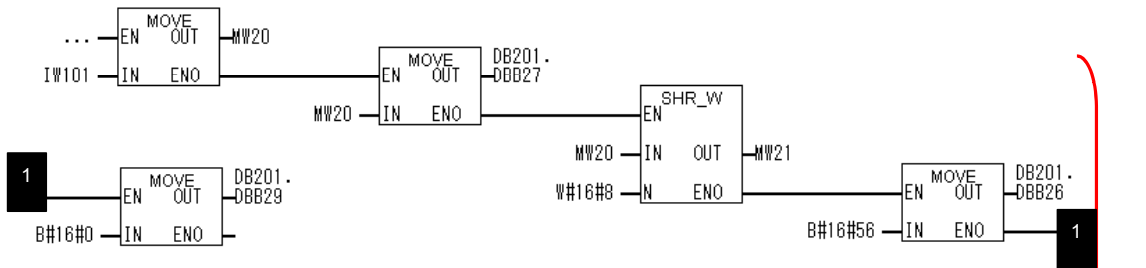 MOVE
... EN OUT MW20
IW101 IN ENO
MOVE
EN OUT DB201.
DBB27
MW20 IN ENO
SHR_W
EN
MW20 IN OUT MW21
W#16#8 N ENO
MOVE
EN OUT DB201.
DBB26
B#16#56 IN ENO
1
1
MOVE
EN OUT DB201.
DBB29
B#16#0 IN ENO